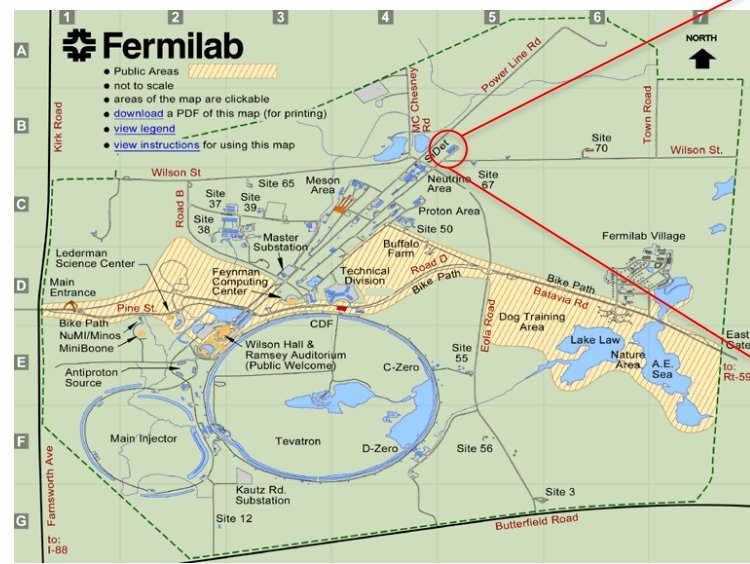 1
2
3
4
5
6
7
A
B
C
D
E
F
G
Fermilab
• Public Areas
• not to scale
• areas of the map are clickable
• download a PDF of this map (for printing)
• view legend
• view instructions for using this map
NORTH
Kirk Road
MC Chesney
Rd
Power Line Rd
Town Road
SiDet
Site
70
Wilson St.
Wilson St
Site 65
Meson
Area
Neutrino
Area
Site
67
Road B
Site
37
Site
39
Site
38
Proton Area
Site 50
Master
Substation
Buffalo
Farm
Fermilab Village
Lederman
Science Center
Feynman
Computing
Center
Technical
Division
Road D
Bike Path
Bike Path
Batavia Rd
Main
Entrance
Pine St.
Bike Path
NuMI/Minos
MiniBoone
CDF
Wilson Hall &
Ramsey Auditorium
(Public Welcome)
Dog Training
Area
Eola Road
Lake Law
Nature
Area
A.E.
Sea
East
Gate
to:
Rt-59
Antiproton
Source
Site
55
C-Zero
Main Injector
Tevatron
D-Zero
Site 56
Farnsworth Ave
Kautz Rd.
Substation
Site 3
Site 12
Butterfield Road
to:
I-88